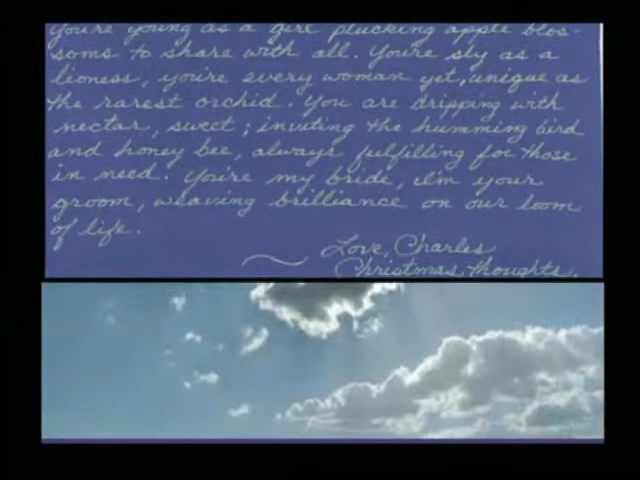 You're young as a girl plucking apple blos-
soms to share with all. You're sly as a
lioness, you're every woman yet, unique as
the rarest orchid. You are dripping with
nectar, sweet; inviting the humming bird
and honey bee, always fulfilling for those
in need. You're my bride, I'm your
groom, weaving brilliance on our loom
of life.
Love, Charles
Christmas thoughts.